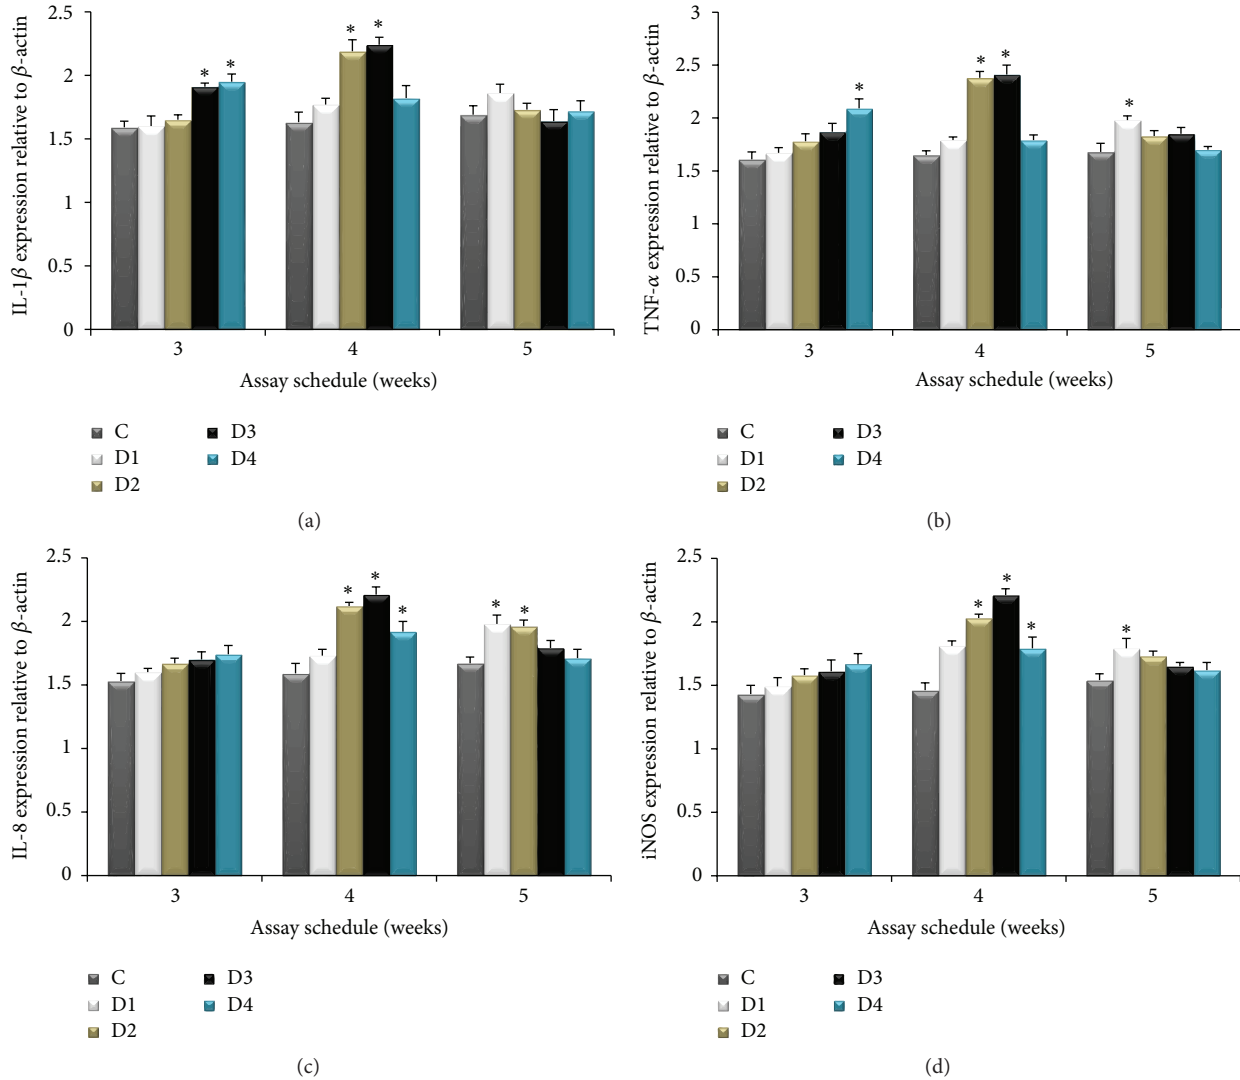 IL-1β expression relative to β-actin
2.5
2
1.5
1
0.5
0
* * * *
3 4 5
Assay schedule (weeks)
C D3
D1 D4
D2
(a)
TNF-α expression relative to β-actin
3
2.5
2
1.5
1
0.5
0
* * * *
3 4 5
Assay schedule (weeks)
C D3
D1 D4
D2
(b)
IL-8 expression relative to β-actin
2.5
2
1.5
1
0.5
0
* * * * *
3 4 5
Assay schedule (weeks)
C D3
D1 D4
D2
(c)
iNOS expression relative to β-actin
2.5
2
1.5
1
0.5
0
* * * *
3 4 5
Assay schedule (weeks)
C D3
D1 D4
D2
(d)